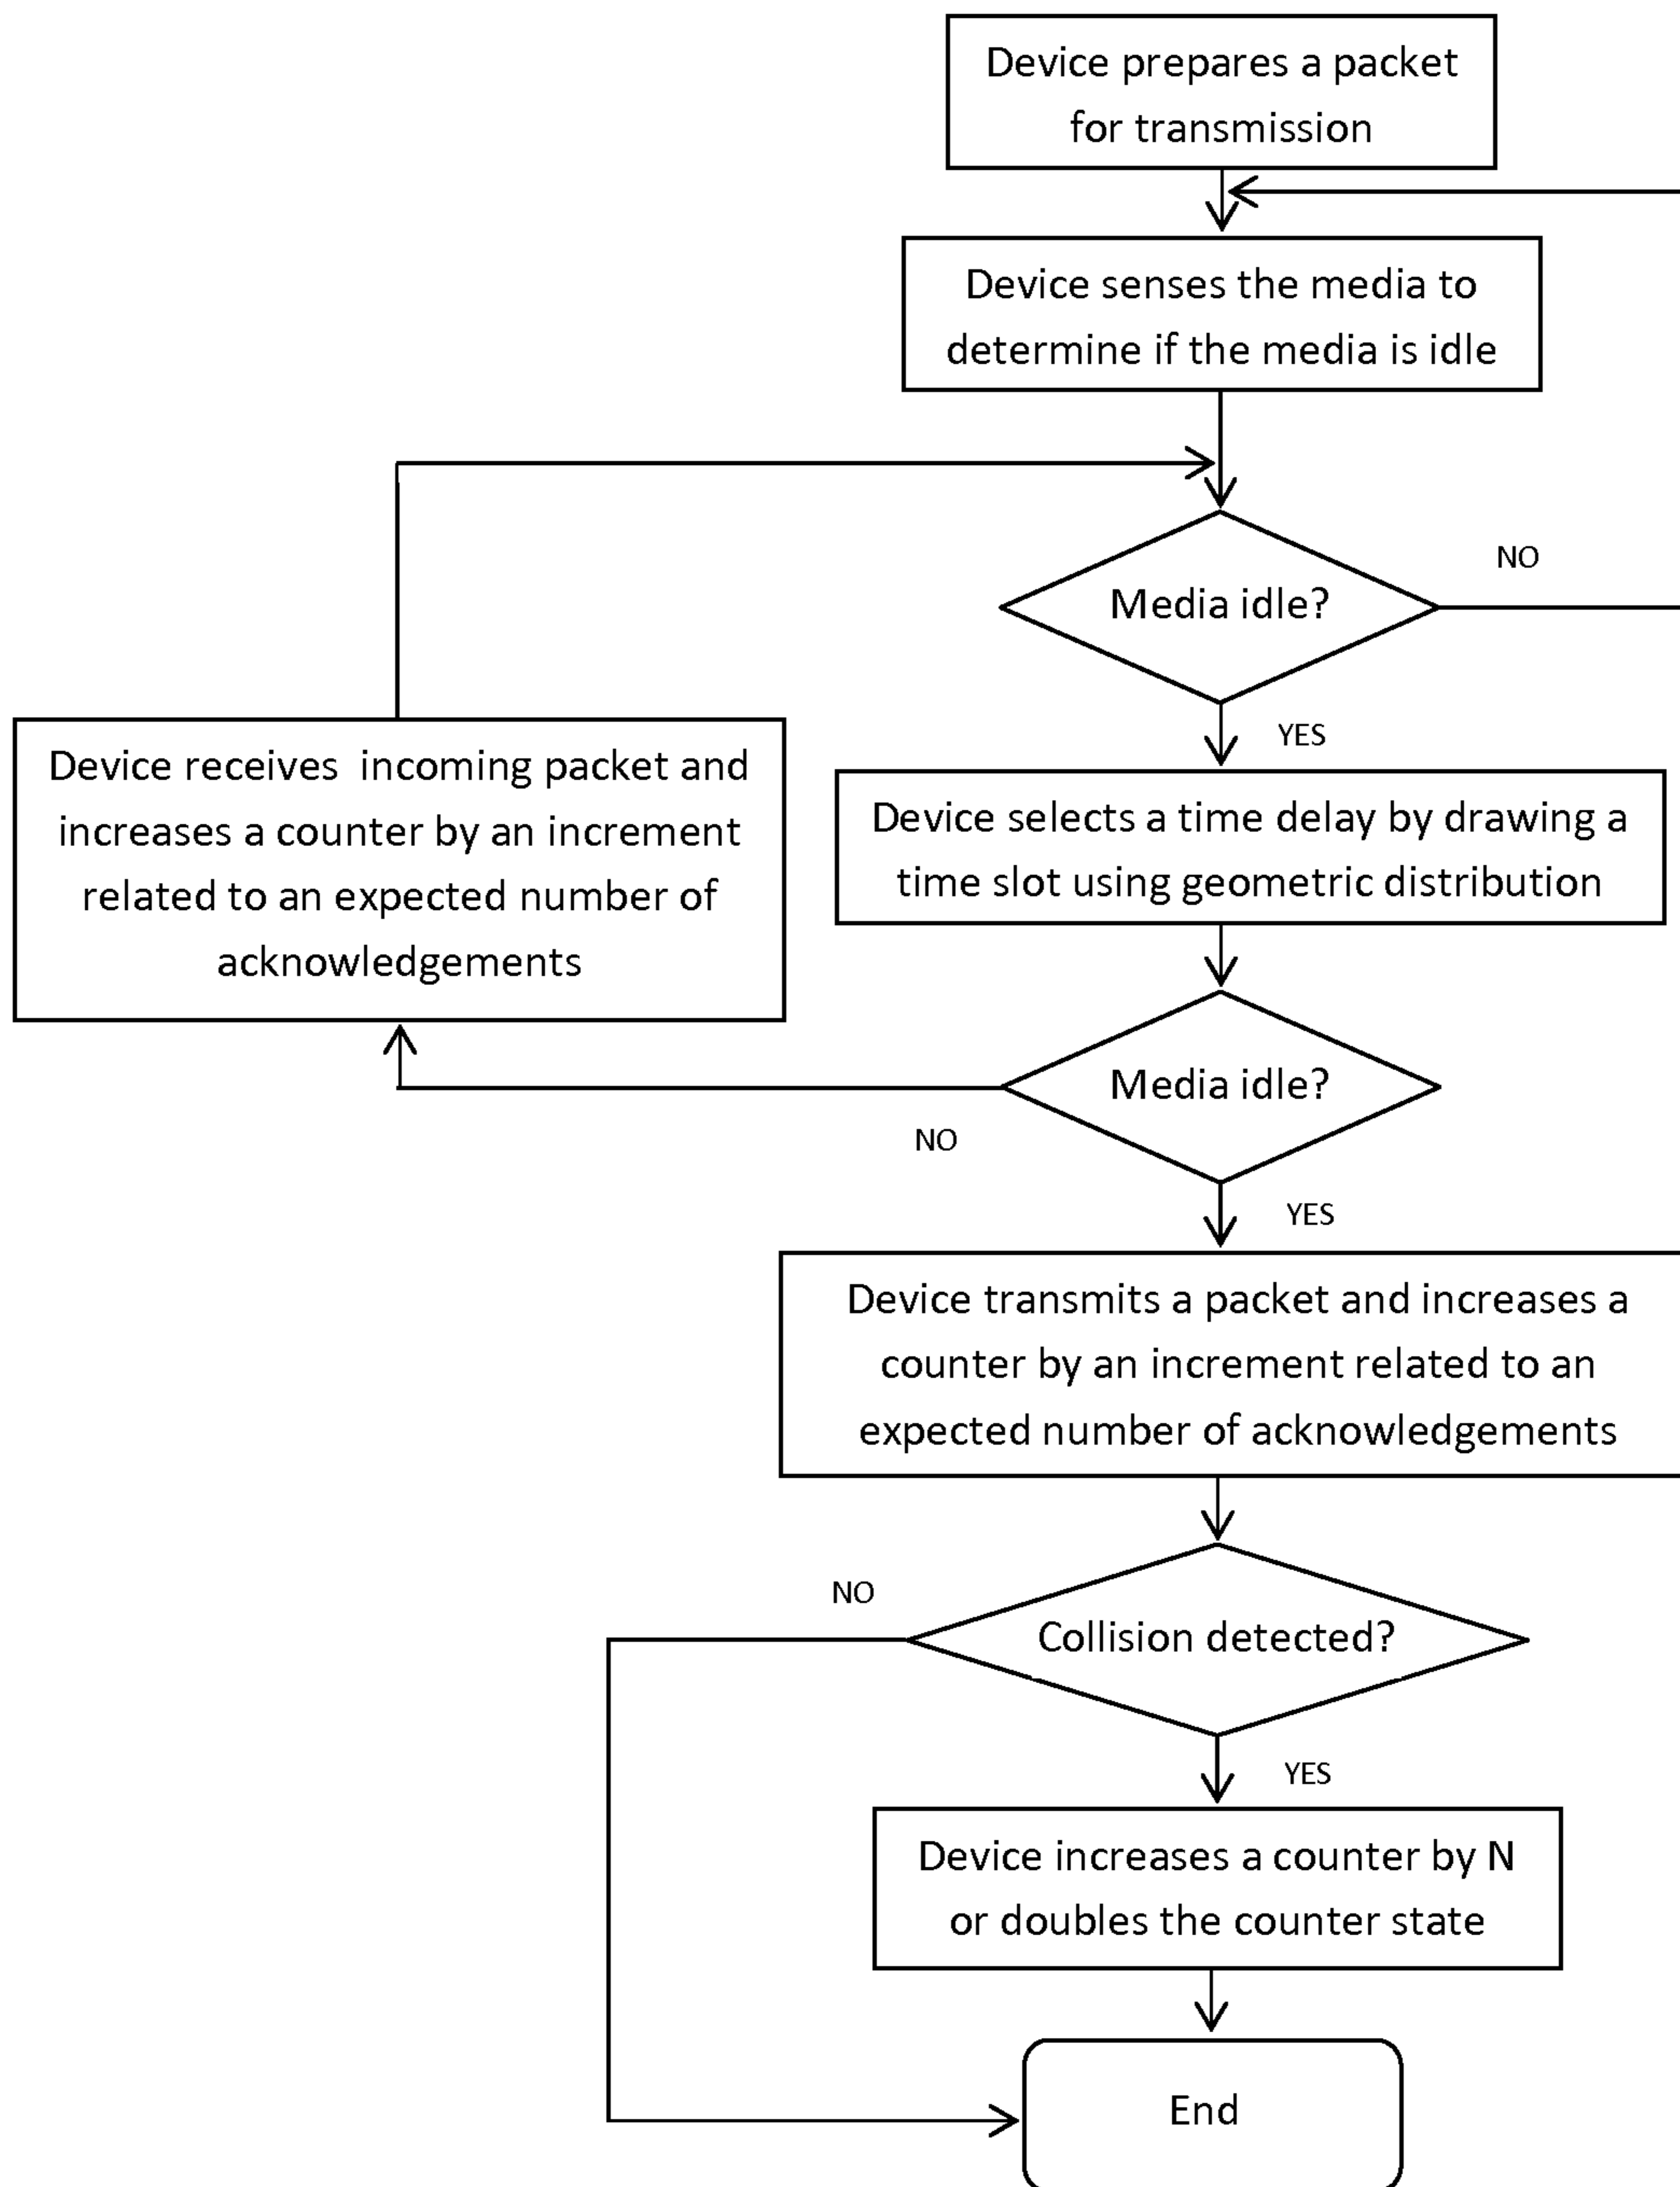 Device prepares a packet
for transmission
Device senses the media to
determine if the media is idle
Media idle?
NO
YES
Device receives  incoming packet and
increases a counter by an increment
related to an expected number of
acknowledgements
Device selects a time delay by drawing a
time slot using geometric distribution
Media idle?
NO
YES
Device transmits a packet and increases a
counter by an increment related to an
expected number of acknowledgements
NO
Collision detected?
YES
Device increases a counter by N
or doubles the counter state
End